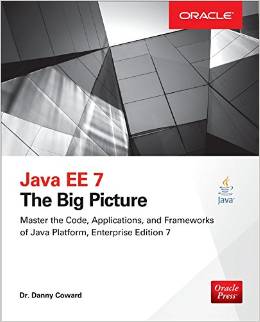 ORACLE
Java EE 7
The Big Picture
Java
Master the Code, Applications, and Frameworks
of Java Platform, Enterprise Edition 7
Dr. Danny Coward
Oracle
Press